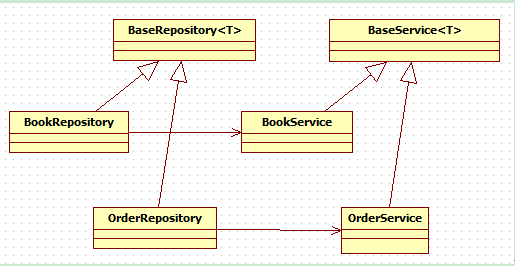 BaseRepository<T>
BaseService<T>
BookRepository
BookService
OrderRepository
OrderService